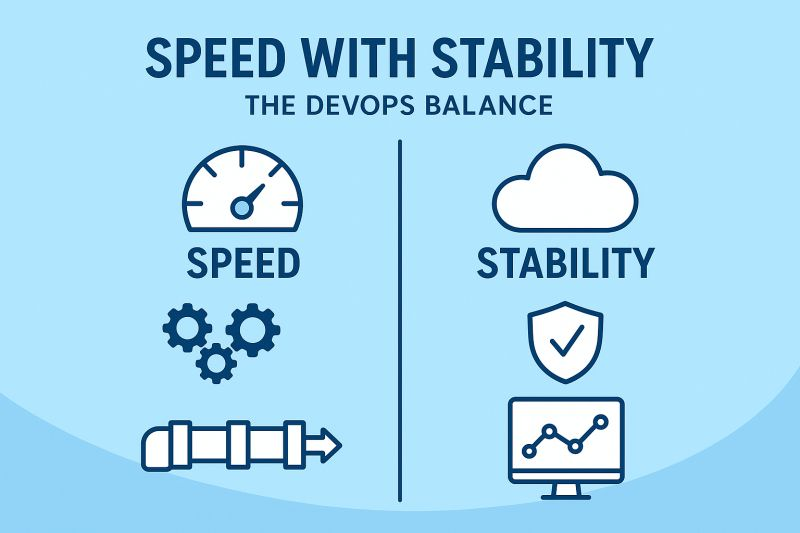 SPEED WITH STABILITY
THE DEVOPS BALANCE
SPEED
STABILITY